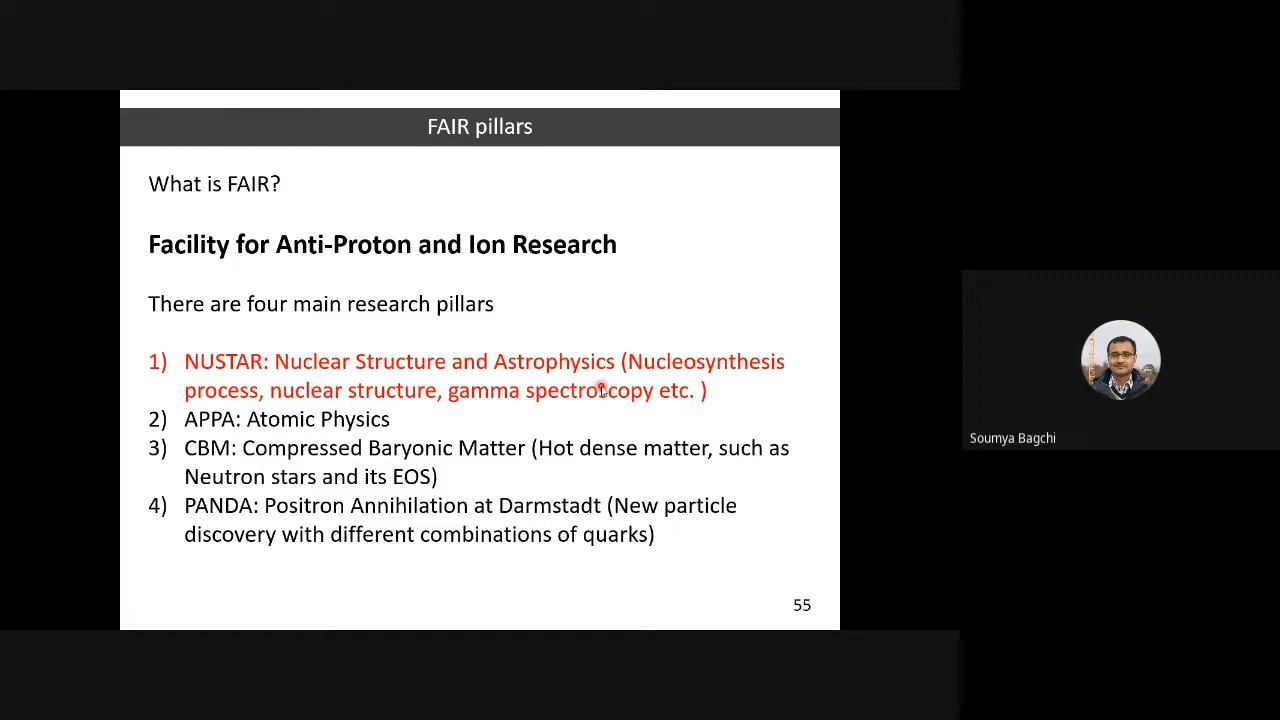 FAIR pillars
What is FAIR?
Facility for Anti-Proton and Ion Research
There are four main research pillars
1) NUSTAR: Nuclear Structure and Astrophysics (Nucleosynthesis
process, nuclear structure, gamma spectroscopy etc. )
2) APPA: Atomic Physics
3) CBM: Compressed Baryonic Matter (Hot dense matter, such as
Neutron stars and its EOS)
4) PANDA: Positron Annihilation at Darmstadt (New particle
discovery with different combinations of quarks)
55
Soumya Bagchi